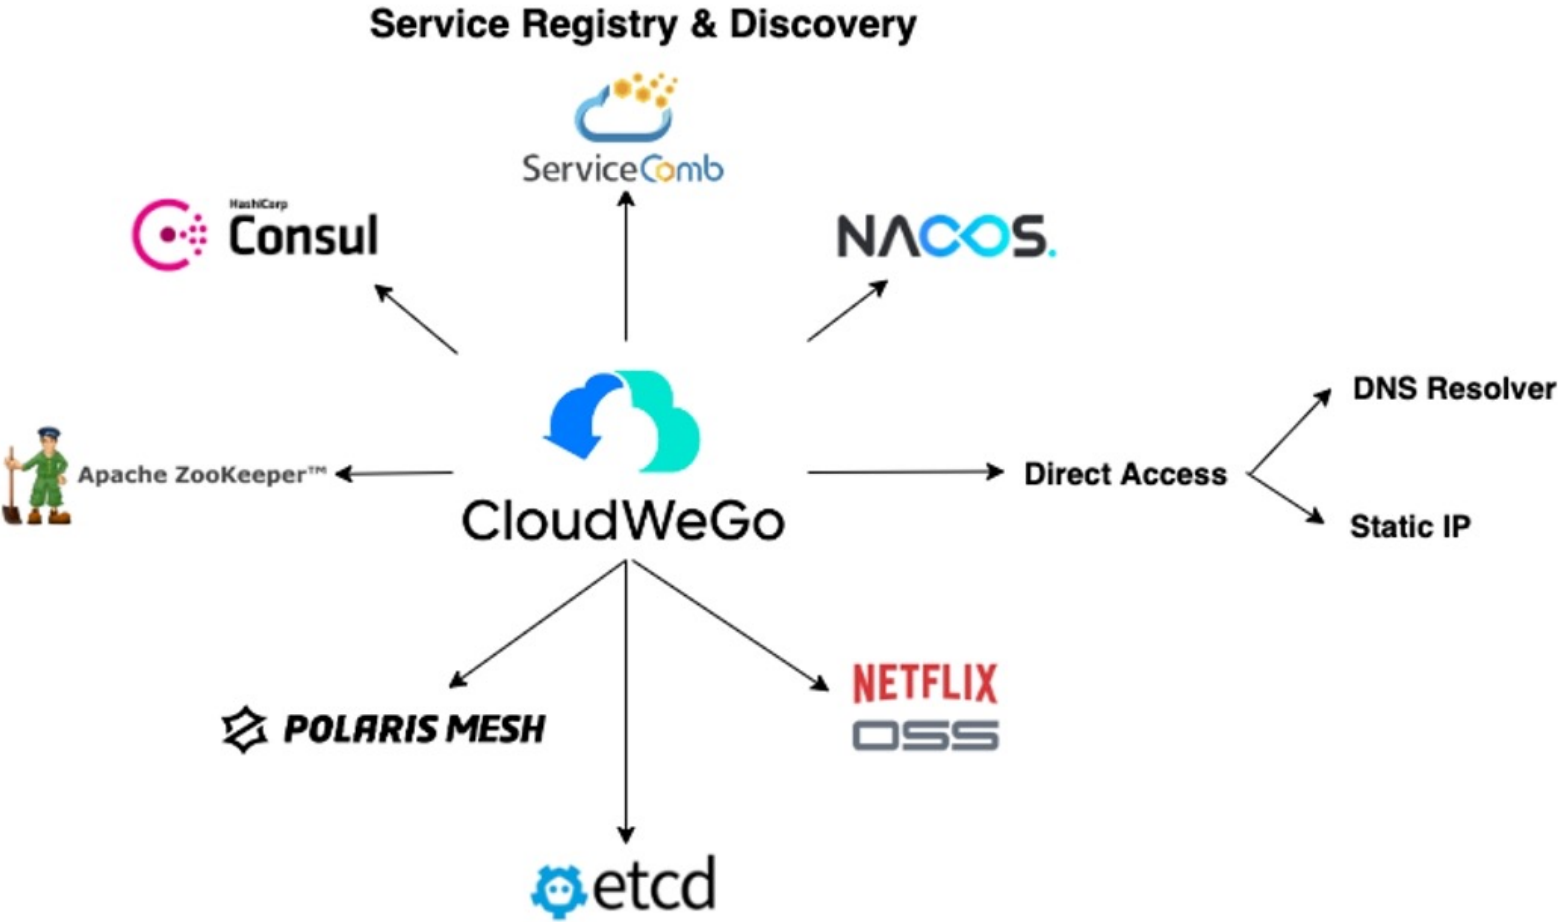 Service Registry & Discovery
ServiceComb
HashiCorp
Consul
NACOS.
DNS Resolver
Apache ZooKeeper™
Direct Access
CloudWeGo
Static IP
NETFLIX
OSS
POLARIS MESH
etcd